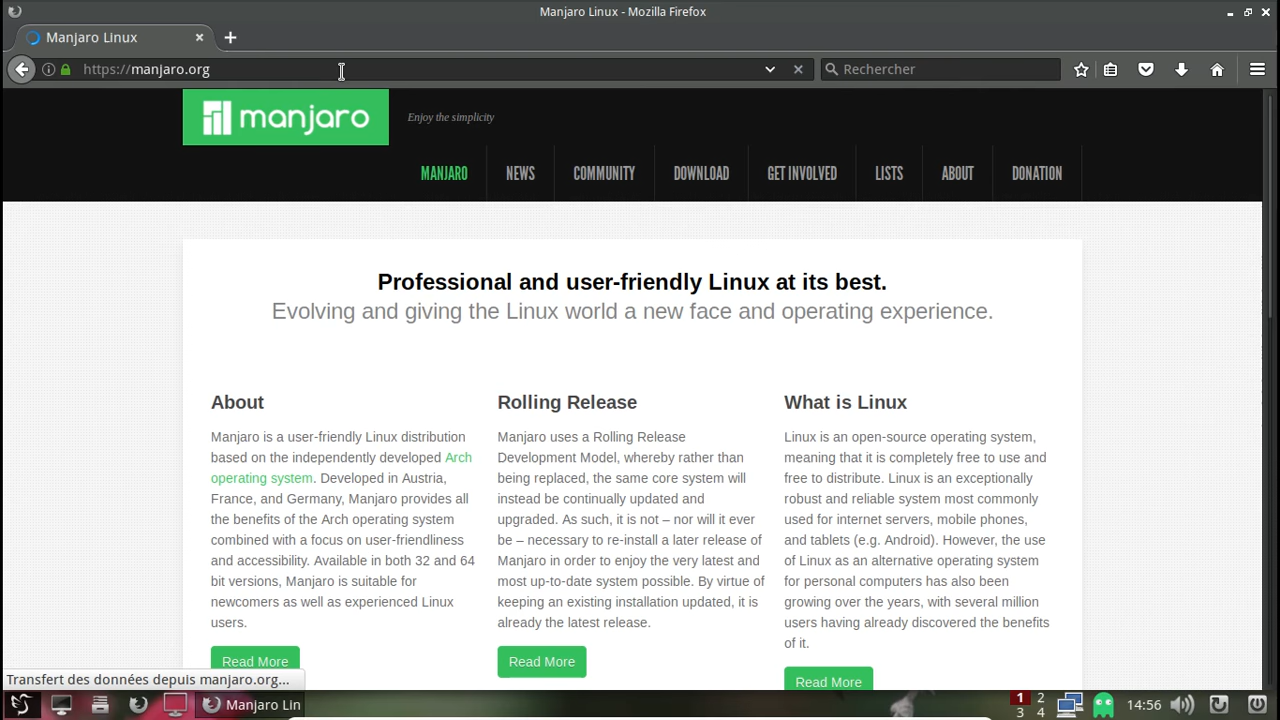 Manjaro Linux - Mozilla Firefox
Manjaro Linux
https://manjaro.org
Rechercher
manjaro
Enjoy the simplicity
MANJARO NEWS COMMUNITY DOWNLOAD GET INVOLVED LISTS ABOUT DONATION
Professional and user-friendly Linux at its best.
Evolving and giving the Linux world a new face and operating experience.
About
Manjaro is a user-friendly Linux distribution
based on the independently developed Arch
operating system. Developed in Austria,
France, and Germany, Manjaro provides all
the benefits of the Arch operating system
combined with a focus on user-friendliness
and accessibility. Available in both 32 and 64
bit versions, Manjaro is suitable for
newcomers as well as experienced Linux
users.
Read More
Rolling Release
Manjaro uses a Rolling Release
Development Model, whereby rather than
being replaced, the same core system will
instead be continually updated and
upgraded. As such, it is not – nor will it ever
be – necessary to re-install a later release of
Manjaro in order to enjoy the very latest and
most up-to-date system possible. By virtue of
keeping an existing installation updated, it is
already the latest release.
Read More
What is Linux
Linux is an open-source operating system,
meaning that it is completely free to use and
free to distribute. Linux is an exceptionally
robust and reliable system most commonly
used for internet servers, mobile phones,
and tablets (e.g. Android). However, the use
of Linux as an alternative operating system
for personal computers has also been
growing over the years, with several million
users having already discovered the benefits
of it.
Read More
Transfert des données depuis manjaro.org...
Manjaro Lin
1 2
3 4
14:56